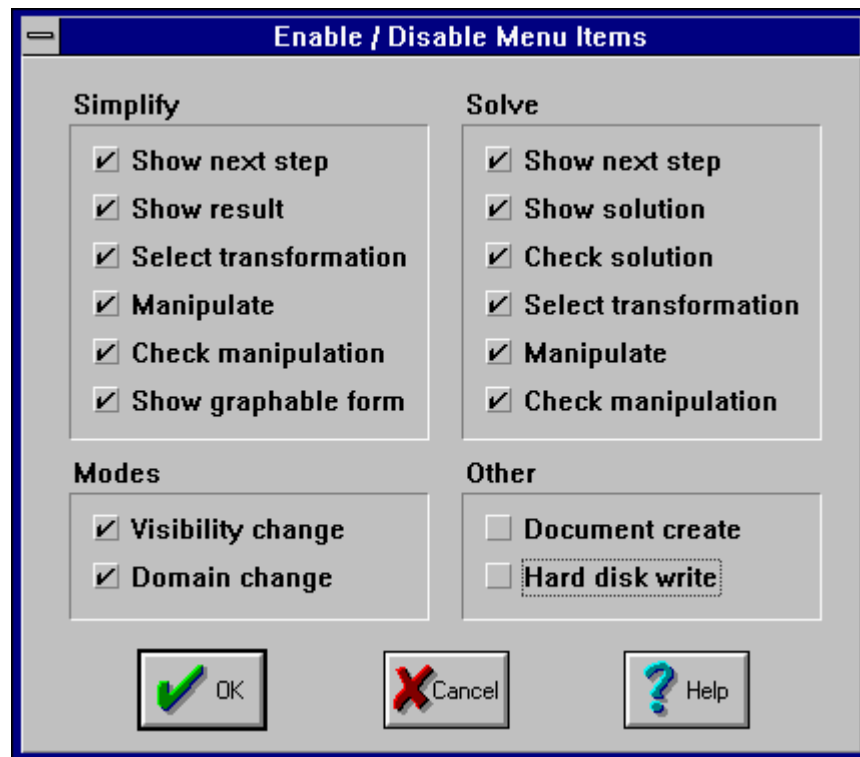 Enable / Disable Menu Items
Simplify
Show next step
Show result
Select transformation
Manipulate
Check manipulation
Show graphable form
Solve
Show next step
Show solution
Check solution
Select transformation
Manipulate
Check manipulation
Modes
Visibility change
Domain change
Other
Document create
Hard disk write
OK
Cancel
Help